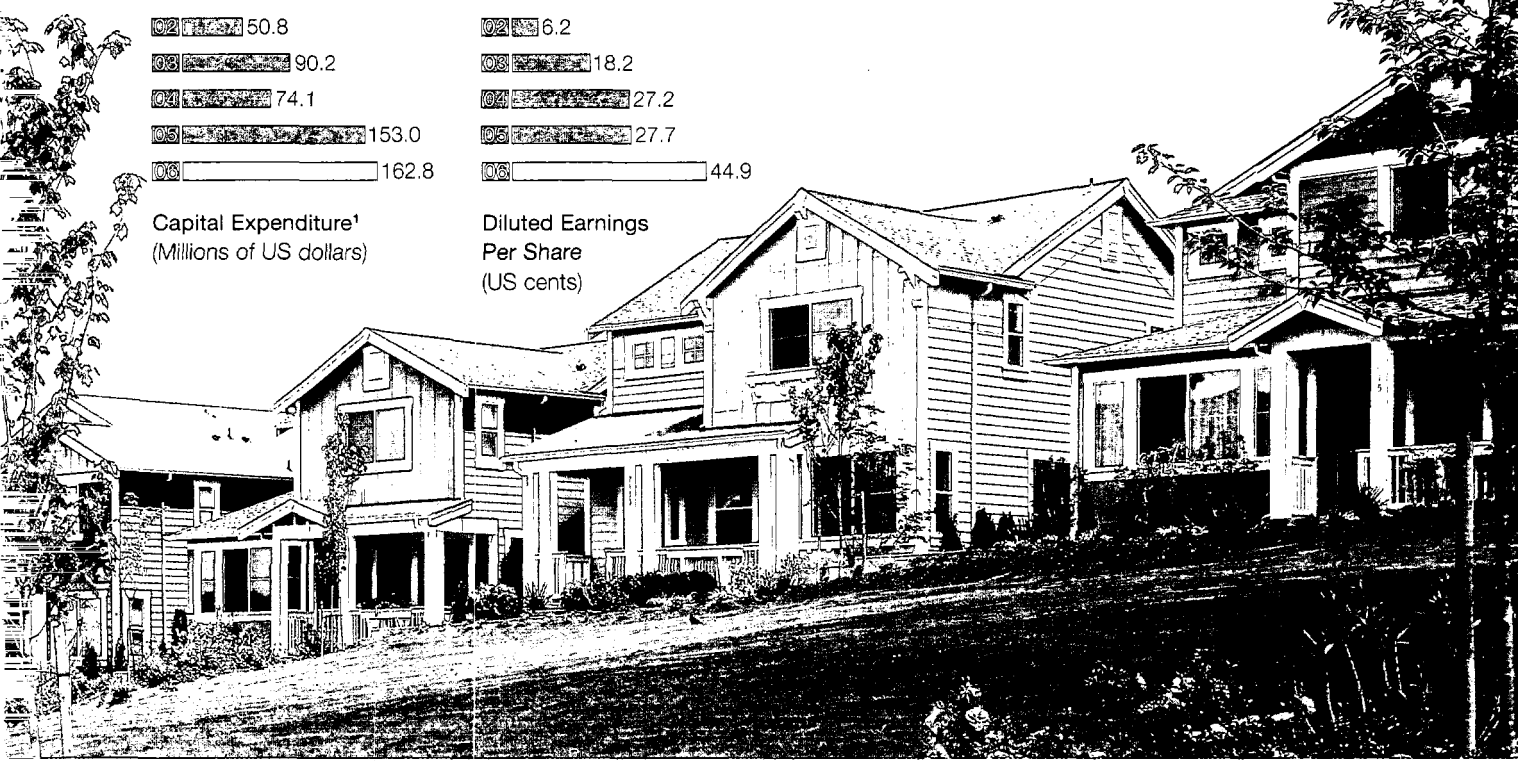 02 50.8
03 90.2
04 74.1
05 153.0
06 162.8
Capital Expenditure¹
(Millions of US dollars)
02 6.2
03 18.2
04 27.2
05 27.7
06 44.9
Diluted Earnings
Per Share
(US cents)